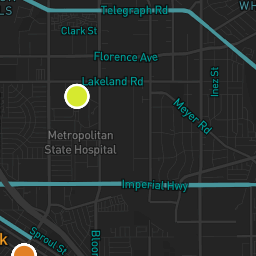 Telegraph Rd
Clark St
Florence Ave
Lakeland Rd
Inez St
Meyer Rd
Metropolitan
State Hospital
Imperial Hwy
Sproul St